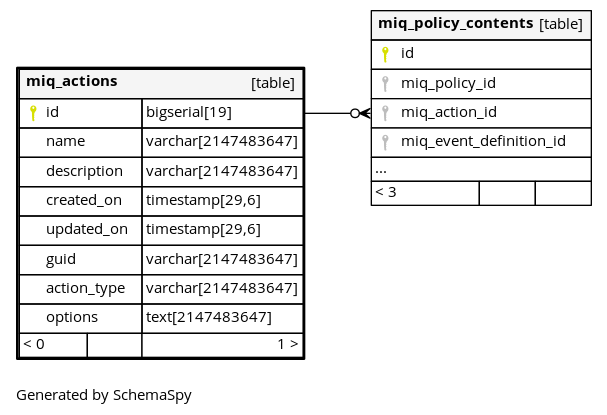 miq_actions [table]
id bigserial[19]
name varchar[2147483647]
description varchar[2147483647]
created_on timestamp[29,6]
updated_on timestamp[29,6]
guid varchar[2147483647]
action_type varchar[2147483647]
options text[2147483647]
< 0 1 >
miq_policy_contents [table]
id
miq_policy_id
miq_action_id
miq_event_definition_id
...
< 3
Generated by SchemaSpy